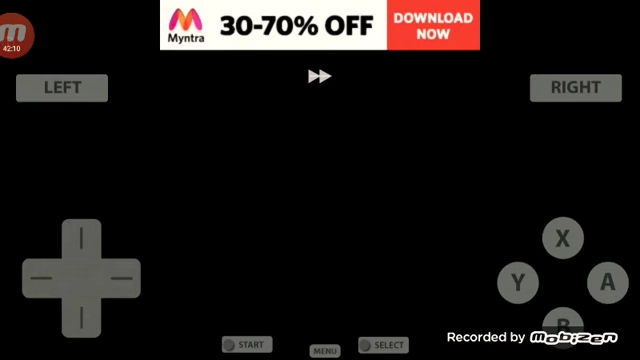 Myntra
30-70% OFF
DOWNLOAD
NOW
42:10
LEFT
RIGHT
X
Y
A
B
START
MENU
SELECT
Recorded by
mobizen